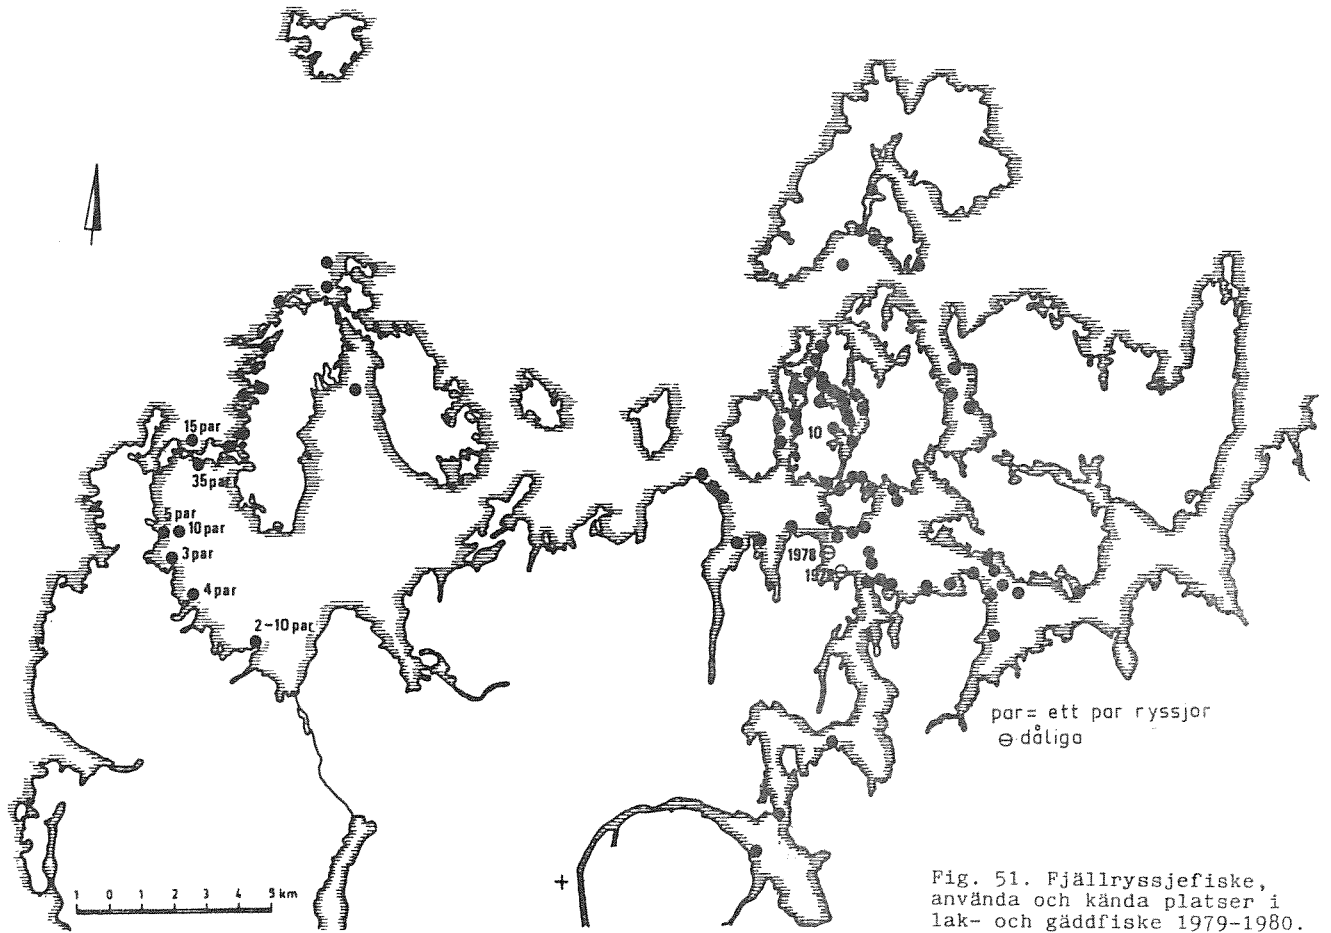 15 par
35 par
5 par
10 par
3 par
4 par
2-10 par
10
1978 ⊖
par= ett par ryssjor
⊖ dåliga
1 0 1 2 3 4 5 km
Fig. 51. Fjällryssjefiske,
använda och kända platser i
lak- och gäddfiske 1979-1980.